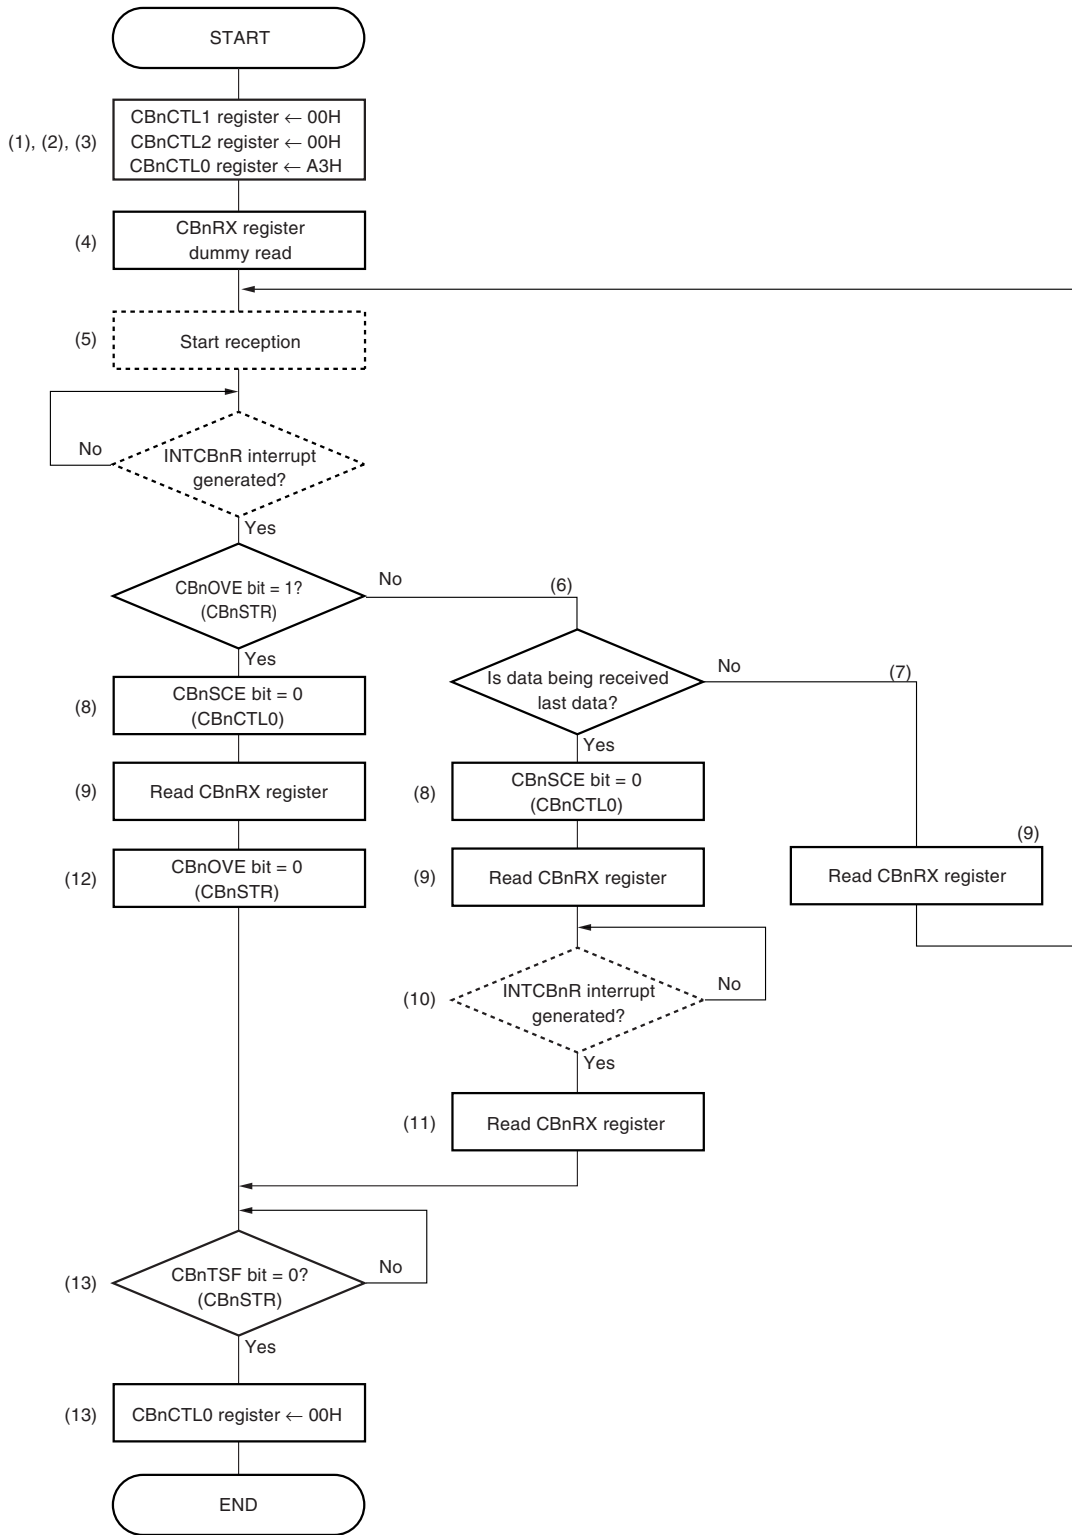 START
(1), (2), (3)
CBnCTL1 register ← 00H
CBnCTL2 register ← 00H
CBnCTL0 register ← A3H
(4)
CBnRX register
dummy read
(5)
Start reception
No
INTCBnR interrupt
generated?
Yes
CBnOVE bit = 1?
(CBnSTR)
No
(6)
Yes
Is data being received
last data?
No
(7)
Yes
(8)
CBnSCE bit = 0
(CBnCTL0)
(9)
Read CBnRX register
(12)
CBnOVE bit = 0
(CBnSTR)
(8)
CBnSCE bit = 0
(CBnCTL0)
(9)
Read CBnRX register
(9)
Read CBnRX register
(10)
INTCBnR interrupt
generated?
No
Yes
(11)
Read CBnRX register
(13)
CBnTSF bit = 0?
(CBnSTR)
No
Yes
(13)
CBnCTL0 register ← 00H
END